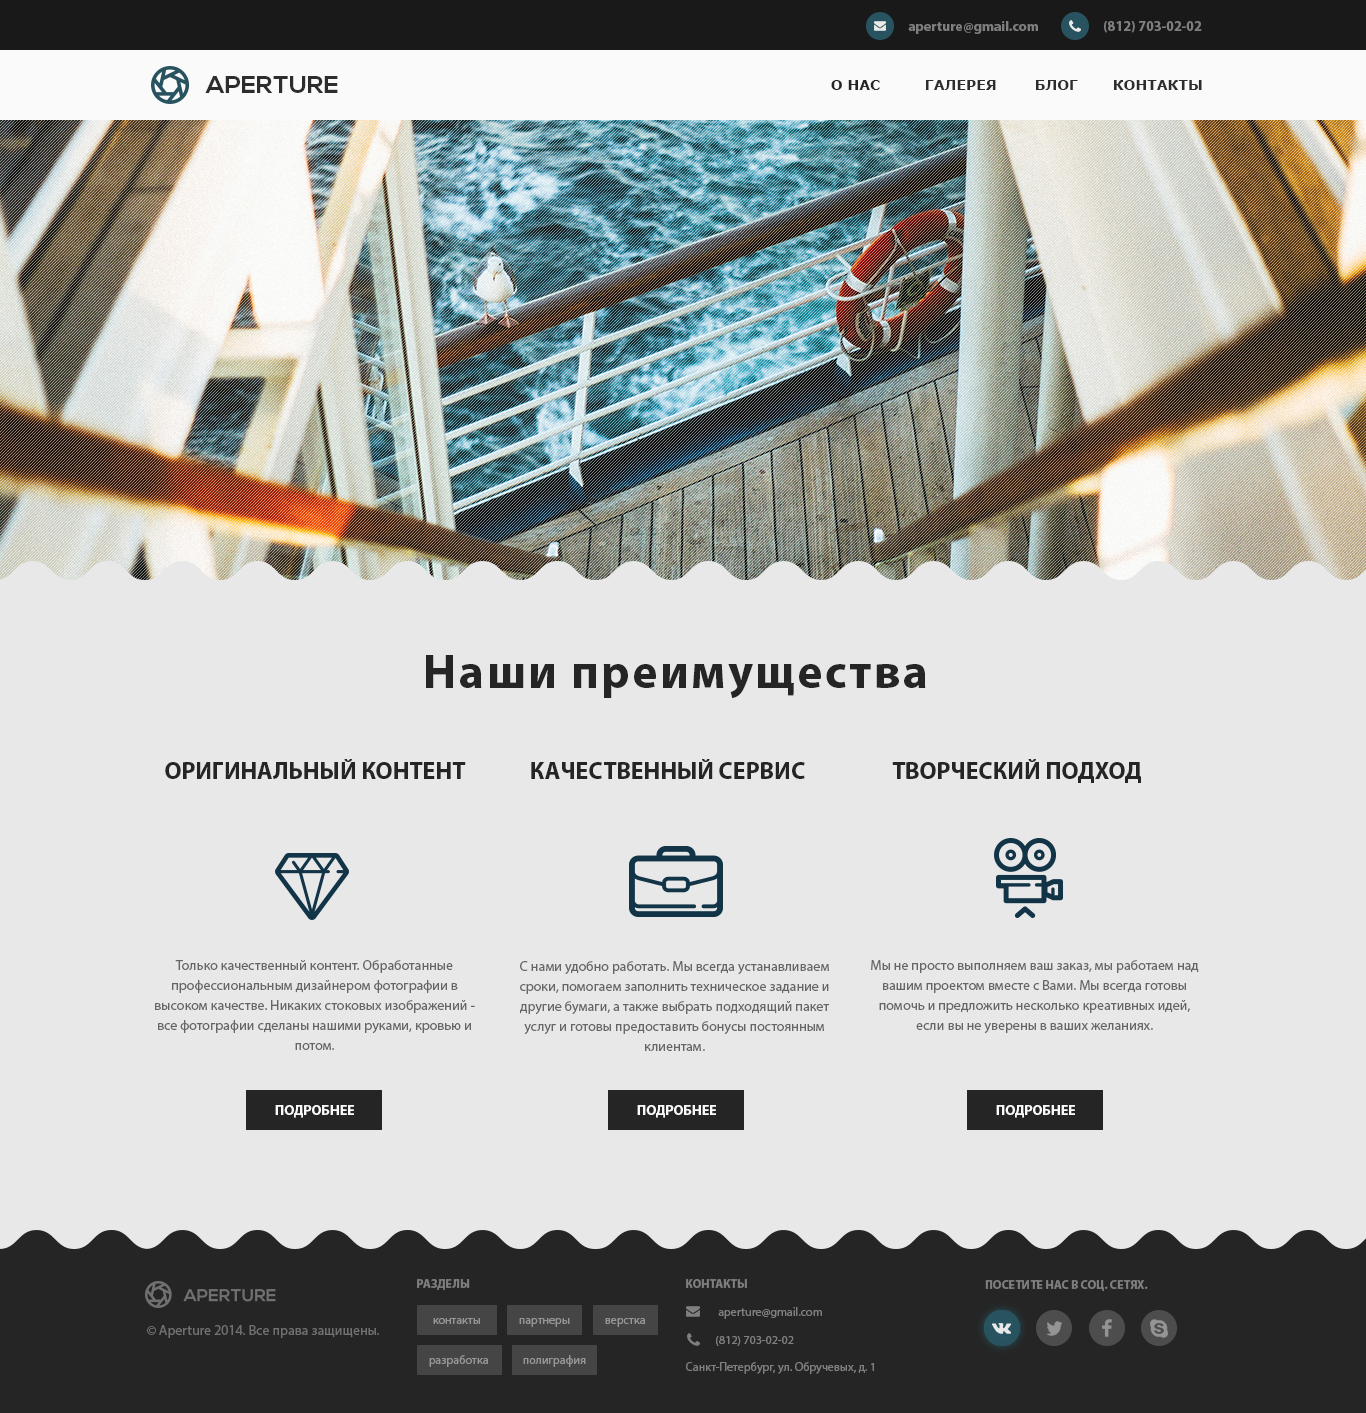 aperture@gmail.com (812) 703-02-02
APERTURE О НАС ГАЛЕРЕЯ БЛОГ КОНТАКТЫ
Наши преимущества
ОРИГИНАЛЬНЫЙ КОНТЕНТ
Только качественный контент. Обработанные
профессиональным дизайнером фотографии в
высоком качестве. Никаких стоковых изображений -
все фотографии сделаны нашими руками, кровью и
потом.
ПОДРОБНЕЕ
КАЧЕСТВЕННЫЙ СЕРВИС
С нами удобно работать. Мы всегда устанавливаем
сроки, помогаем заполнить техническое задание и
другие бумаги, а также выбрать подходящий пакет
услуг и готовы предоставить бонусы постоянным
клиентам.
ПОДРОБНЕЕ
ТВОРЧЕСКИЙ ПОДХОД
Мы не просто выполняем ваш заказ, мы работаем над
вашим проектом вместе с Вами. Мы всегда готовы
помочь и предложить несколько креативных идей,
если вы не уверены в ваших желаниях.
ПОДРОБНЕЕ
APERTURE
© Aperture 2014. Все права защищены.
РАЗДЕЛЫ
контакты партнеры верстка
разработка полиграфия
КОНТАКТЫ
aperture@gmail.com
(812) 703-02-02
Санкт-Петербург, ул. Обручевых, д. 1
ПОСЕТИТЕ НАС В СОЦ. СЕТЯХ.